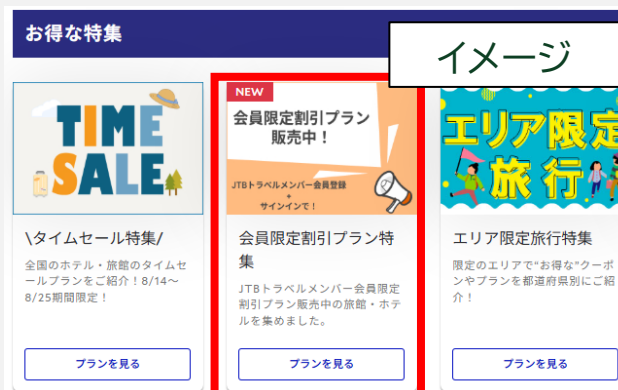 お得な特集
イメージ
TIME
SALE
\タイムセール特集/
全国のホテル・旅館のタイムセ
ールプランをご紹介！8/14～
8/25期間限定！
プランを見る
NEW
会員限定割引プラン
販売中！
JTBトラベルメンバー会員登録
+
サインインで！
会員限定割引プラン特
集
JTBトラベルメンバー会員限定
割引プラン販売中の旅館・ホテ
ルを集めました。
プランを見る
エリア限定
旅行
エリア限定旅行特集
限定のエリアで“お得な”クーポ
ンやプランを都道府県別にご紹
介！
プランを見る